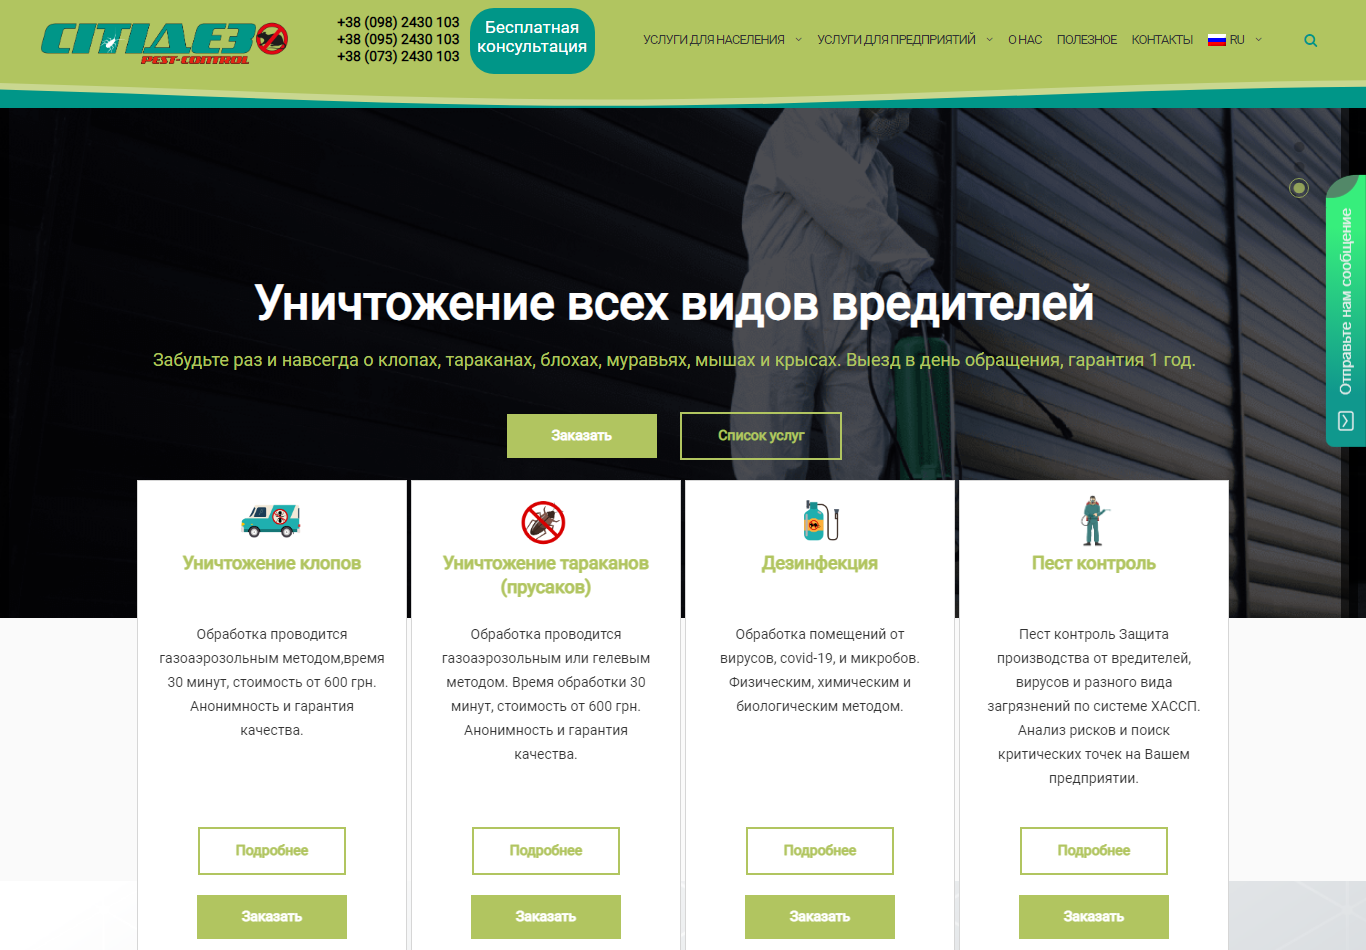 СІТІДЕЗ
PEST-CONTROL
+38 (098) 2430 103
+38 (095) 2430 103
+38 (073) 2430 103
Бесплатная
консультация
УСЛУГИ ДЛЯ НАСЕЛЕНИЯ
УСЛУГИ ДЛЯ ПРЕДПРИЯТИЙ
О НАС
ПОЛЕЗНОЕ
КОНТАКТЫ
RU
Отправьте нам сообщение
Уничтожение всех видов вредителей
Забудьте раз и навсегда о клопах, тараканах, блохах, муравьях, мышах и крысах. Выезд в день обращения, гарантия 1 год.
Заказать
Список услуг
Уничтожение клопов
Обработка проводится
газоаэрозольным методом,время
30 минут, стоимость от 600 грн.
Анонимность и гарантия
качества.
Подробнее
Заказать
Уничтожение тараканов
(прусаков)
Обработка проводится
газоаэрозольным или гелевым
методом. Время обработки 30
минут, стоимость от 600 грн.
Анонимность и гарантия
качества.
Подробнее
Заказать
Дезинфекция
Обработка помещений от
вирусов, covid-19, и микробов.
Физическим, химическим и
биологическим методом.
Подробнее
Заказать
Пест контроль
Пест контроль Защита
производства от вредителей,
вирусов и разного вида
загрязнений по системе ХАССП.
Анализ рисков и поиск
критических точек на Вашем
предприятии.
Подробнее
Заказать